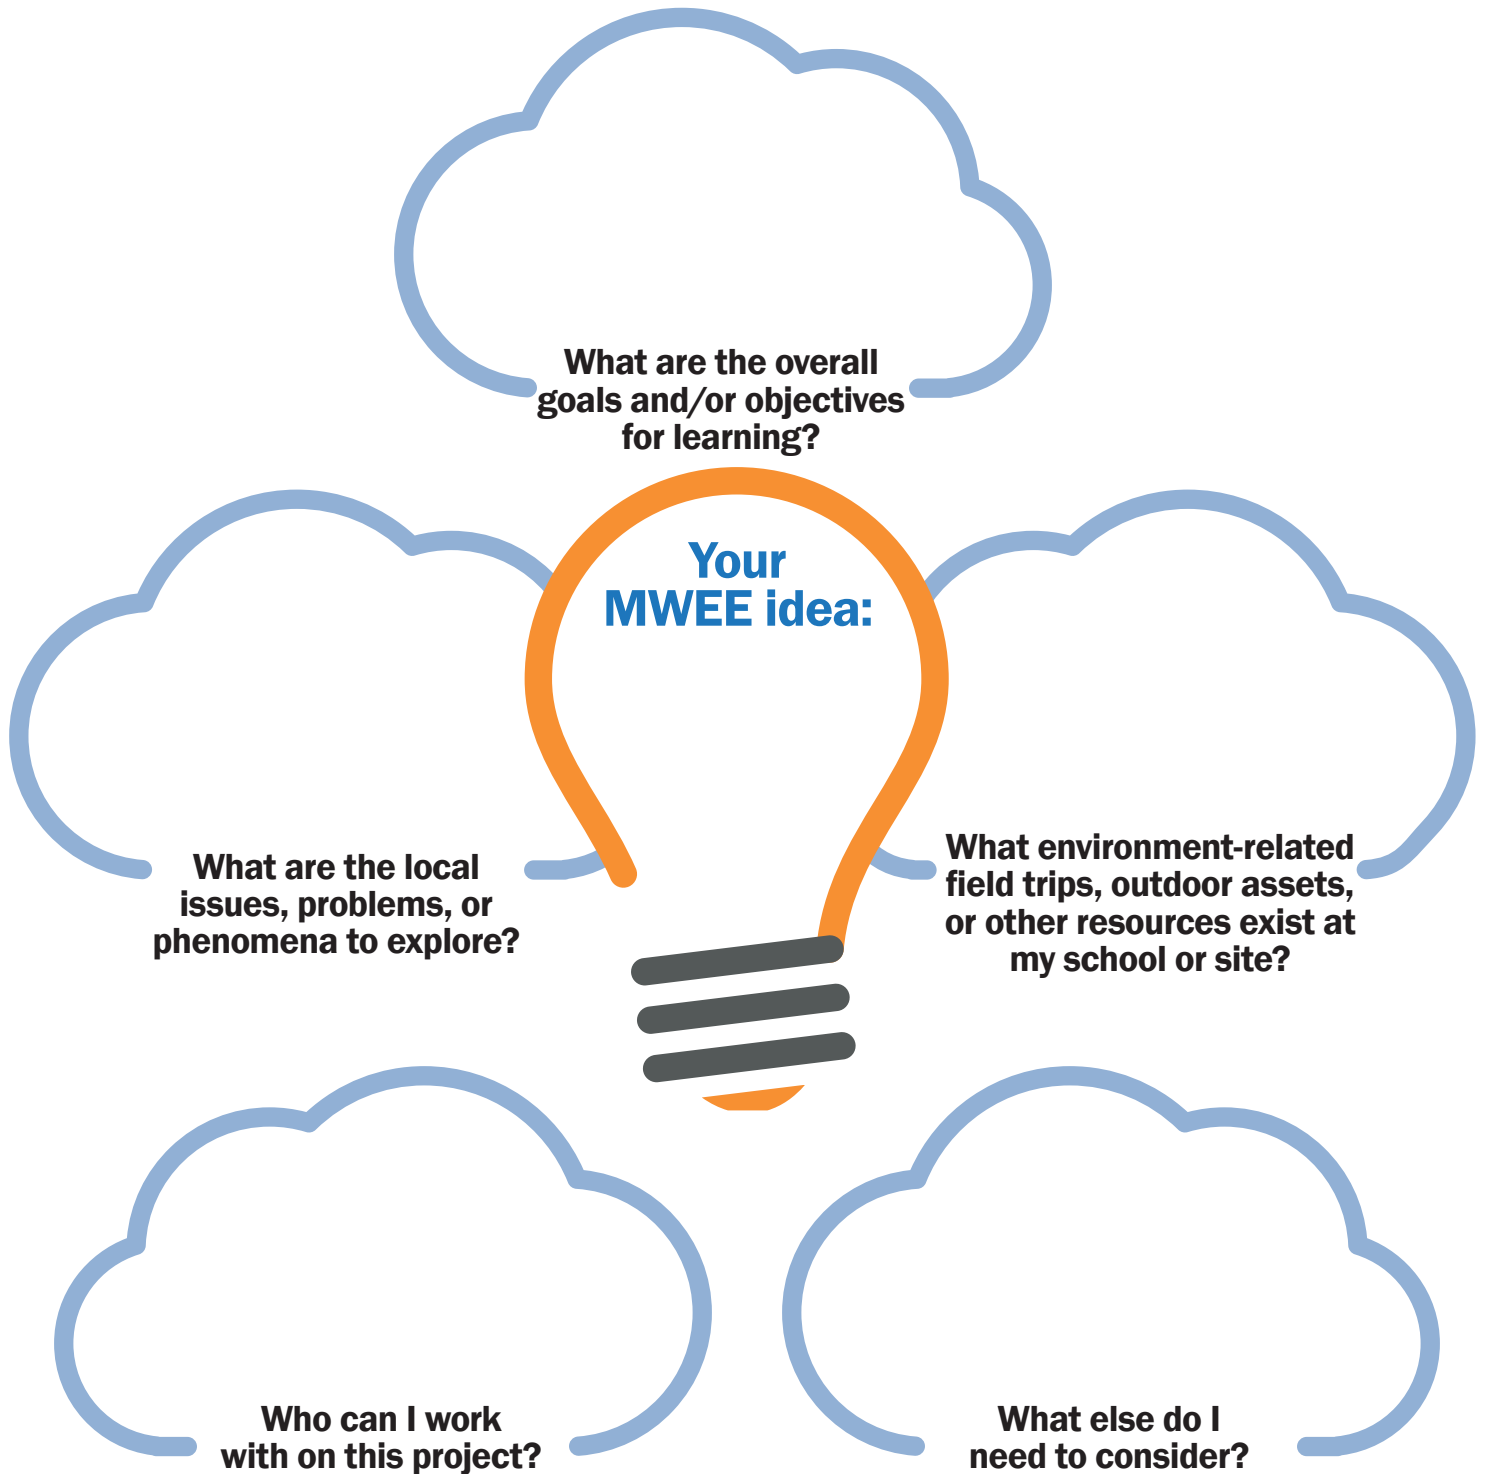 What are the overall
goals and/or objectives
for learning?
Your
MWEE idea:
What are the local
issues, problems, or
phenomena to explore?
What environment-related
field trips, outdoor assets,
or other resources exist at
my school or site?
Who can I work
with on this project?
What else do I
need to consider?